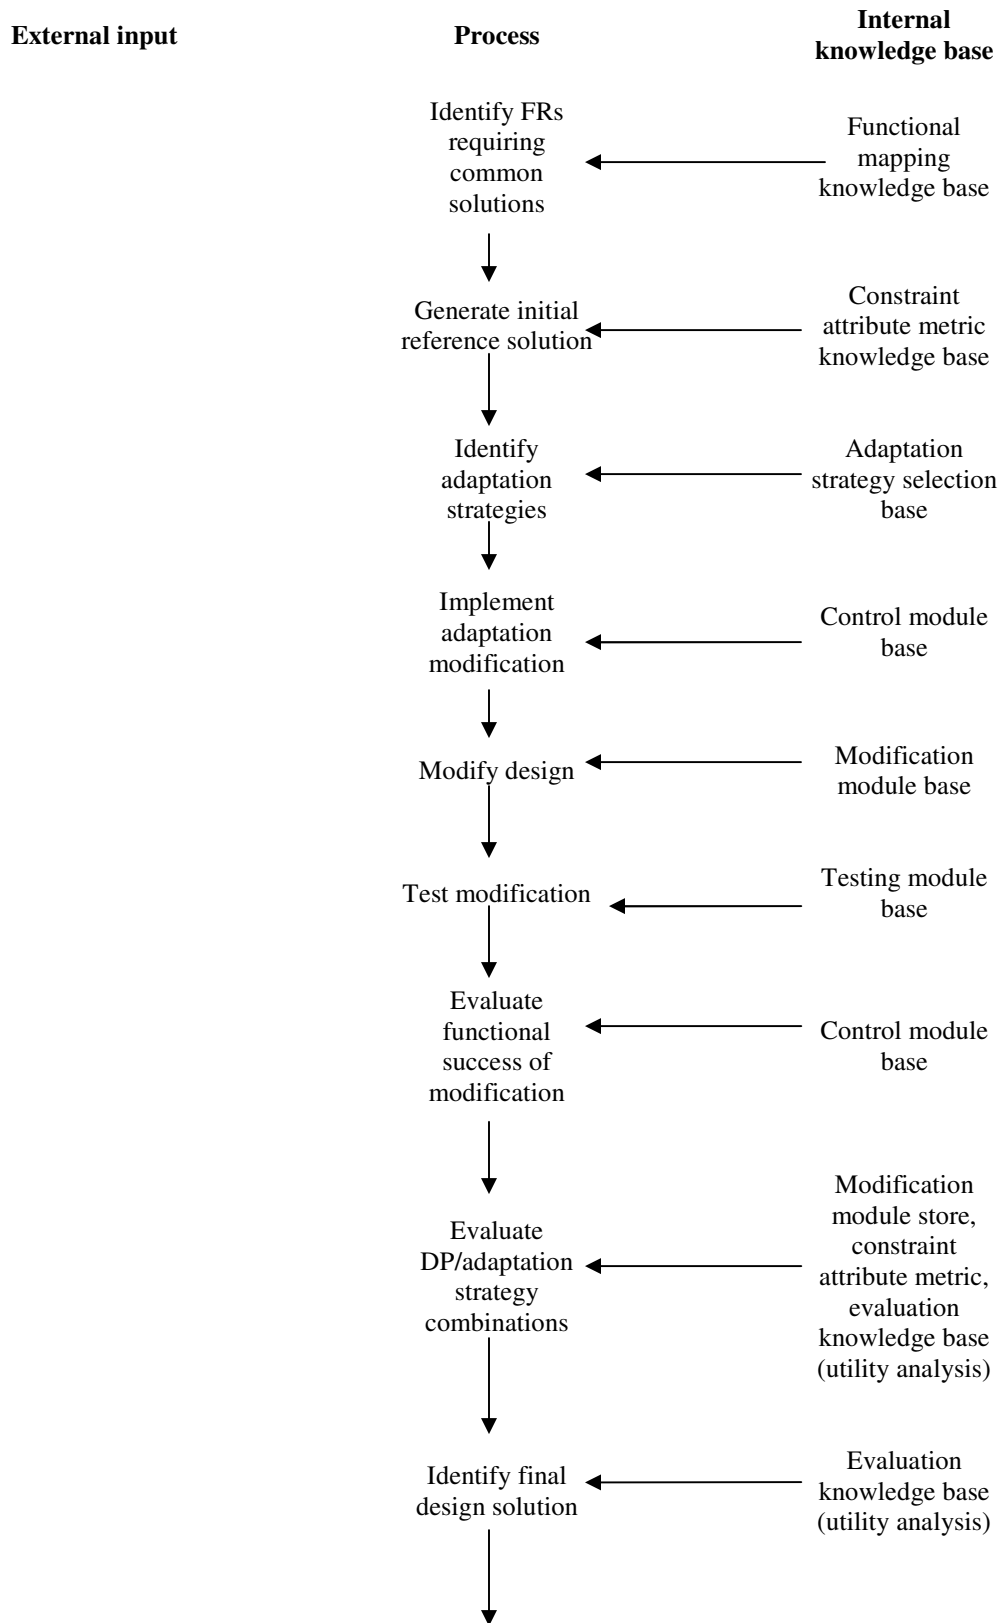 External input
Process
Internal
knowledge base
Identify FRs
requiring
common
solutions
Functional
mapping
knowledge base
Generate initial
reference solution
Constraint
attribute metric
knowledge base
Identify
adaptation
strategies
Adaptation
strategy selection
base
Implement
adaptation
modification
Control module
base
Modify design
Modification
module base
Test modification
Testing module
base
Evaluate
functional
success of
modification
Control module
base
Evaluate
DP/adaptation
strategy
combinations
Modification
module store,
constraint
attribute metric,
evaluation
knowledge base
(utility analysis)
Identify final
design solution
Evaluation
knowledge base
(utility analysis)